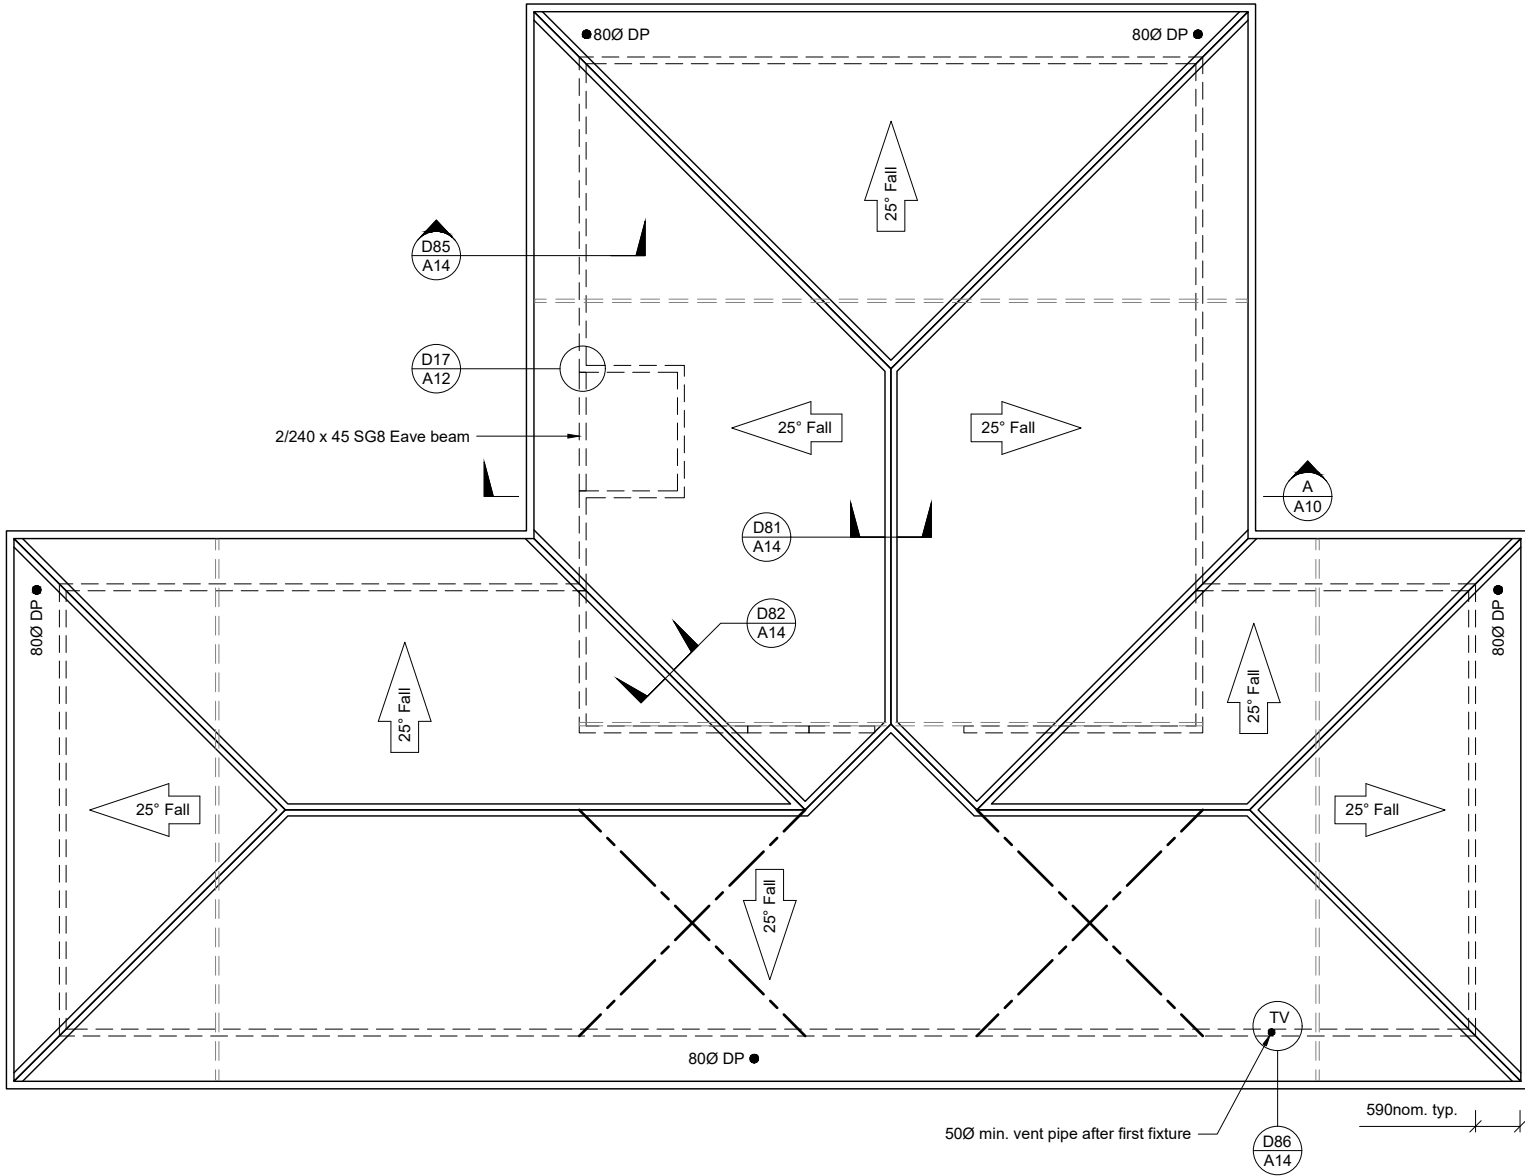 80Ø DP
80Ø DP
25° Fall
D85
A14
D17
A12
2/240 x 45 SG8 Eave beam
25° Fall
25° Fall
A
A10
D81
A14
80Ø DP
80Ø DP
D82
A14
25° Fall
25° Fall
25° Fall
25° Fall
25° Fall
TV
80Ø DP
590nom. typ.
50Ø min. vent pipe after first fixture
D86
A14